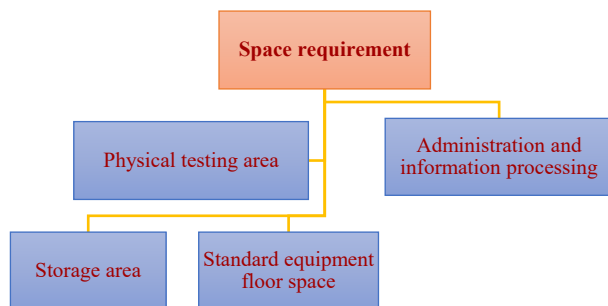 Space requirement
Physical testing area
Administration and
information processing
Storage area
Standard equipment
floor space